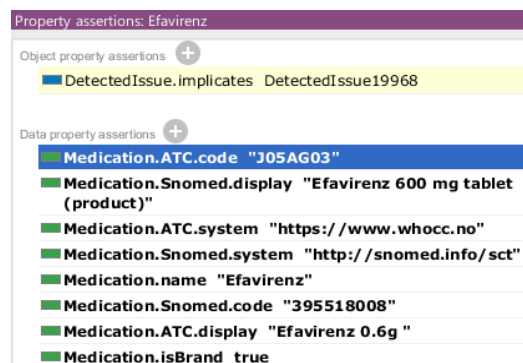 Property assertions: Efavirenz
Object property assertions
DetectedIssue.implicates DetectedIssue19968
Data property assertions
Medication.ATC.code "J05AG03"
Medication.Snomed.display "Efavirenz 600 mg tablet
(product)"
Medication.ATC.system "https://www.whocc.no"
Medication.Snomed.system "http://snomed.info/sct"
Medication.name "Efavirenz"
Medication.Snomed.code "395518008"
Medication.ATC.display "Efavirenz 0.6g "
Medication.isBrand true